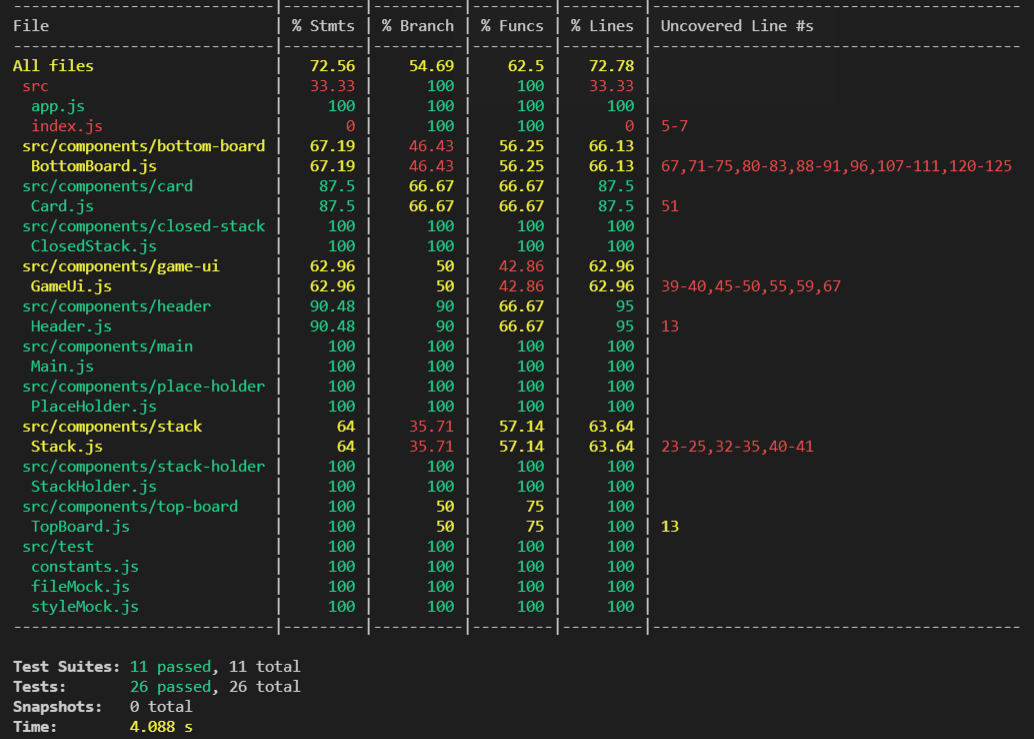 ----------------------------|---------|----------|---------|---------|-----------------------------------------
File                        | % Stmts | % Branch | % Funcs | % Lines | Uncovered Line #s
----------------------------|---------|----------|---------|---------|-----------------------------------------
All files                   |   72.56 |    54.69 |    62.5 |   72.78 |
 src                        |   33.33 |      100 |     100 |   33.33 |
  app.js                    |     100 |      100 |     100 |     100 |
  index.js                  |       0 |      100 |     100 |       0 | 5-7
 src/components/bottom-board |   67.19 |    46.43 |   56.25 |   66.13 |
  BottomBoard.js            |   67.19 |    46.43 |   56.25 |   66.13 | 67,71-75,80-83,88-91,96,107-111,120-125
 src/components/card        |    87.5 |    66.67 |   66.67 |    87.5 |
  Card.js                   |    87.5 |    66.67 |   66.67 |    87.5 | 51
 src/components/closed-stack |     100 |      100 |     100 |     100 |
  ClosedStack.js            |     100 |      100 |     100 |     100 |
 src/components/game-ui     |   62.96 |       50 |   42.86 |   62.96 |
  GameUi.js                 |   62.96 |       50 |   42.86 |   62.96 | 39-40,45-50,55,59,67
 src/components/header      |   90.48 |       90 |   66.67 |      95 |
  Header.js                 |   90.48 |       90 |   66.67 |      95 | 13
 src/components/main        |     100 |      100 |     100 |     100 |
  Main.js                   |     100 |      100 |     100 |     100 |
 src/components/place-holder |     100 |      100 |     100 |     100 |
  PlaceHolder.js            |     100 |      100 |     100 |     100 |
 src/components/stack       |      64 |    35.71 |   57.14 |   63.64 |
  Stack.js                  |      64 |    35.71 |   57.14 |   63.64 | 23-25,32-35,40-41
 src/components/stack-holder |     100 |      100 |     100 |     100 |
  StackHolder.js            |     100 |      100 |     100 |     100 |
 src/components/top-board   |     100 |       50 |      75 |     100 |
  TopBoard.js               |     100 |       50 |      75 |     100 | 13
 src/test                   |     100 |      100 |     100 |     100 |
  constants.js              |     100 |      100 |     100 |     100 |
  fileMock.js               |     100 |      100 |     100 |     100 |
  styleMock.js              |     100 |      100 |     100 |     100 |
----------------------------|---------|----------|---------|---------|-----------------------------------------
Test Suites: 11 passed, 11 total
Tests:       26 passed, 26 total
Snapshots:   0 total
Time:        4.088 s